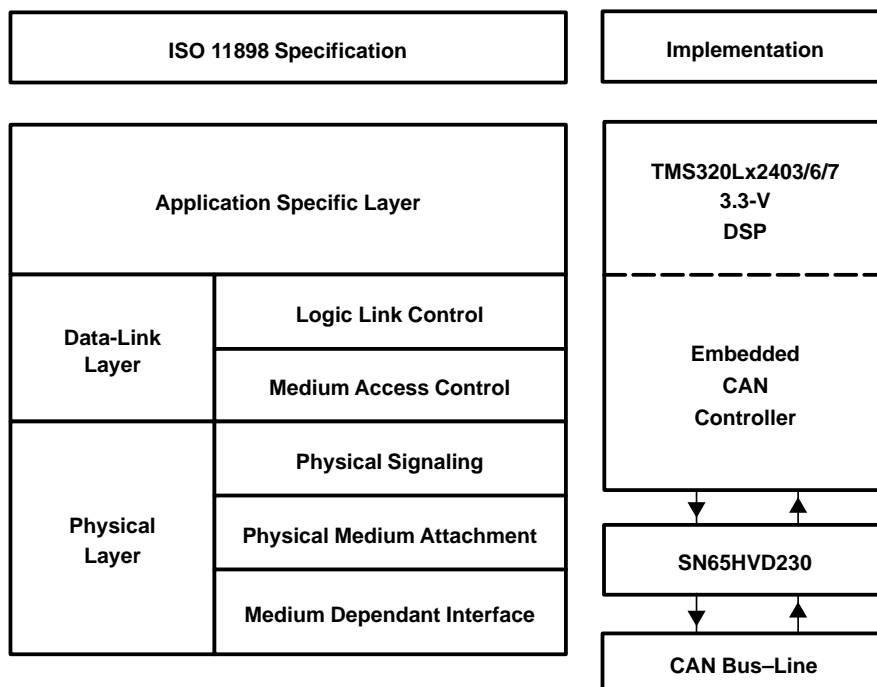 ISO 11898 Specification
Implementation
Application Specific Layer
TMS320Lx2403/6/7
3.3-V
DSP
Data-Link
Layer
Logic Link Control
Medium Access Control
Embedded
CAN
Controller
Physical
Layer
Physical Signaling
Physical Medium Attachment
Medium Dependant Interface
SN65HVD230
CAN Bus–Line